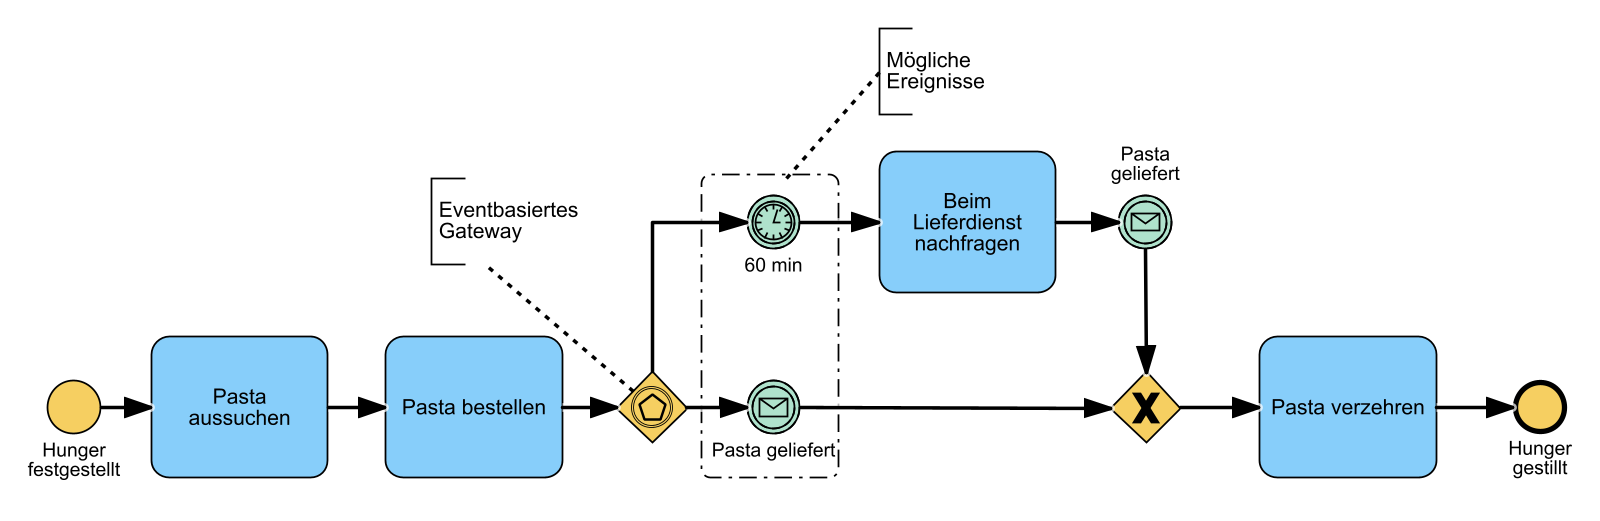 Mögliche
Ereignisse
Pasta
geliefert
Eventbasiertes
Gateway
Beim
Lieferdienst
nachfragen
60 min
Pasta
aussuchen
Pasta bestellen
Pasta verzehren
Hunger
festgestellt
Pasta geliefert
Hunger
gestillt